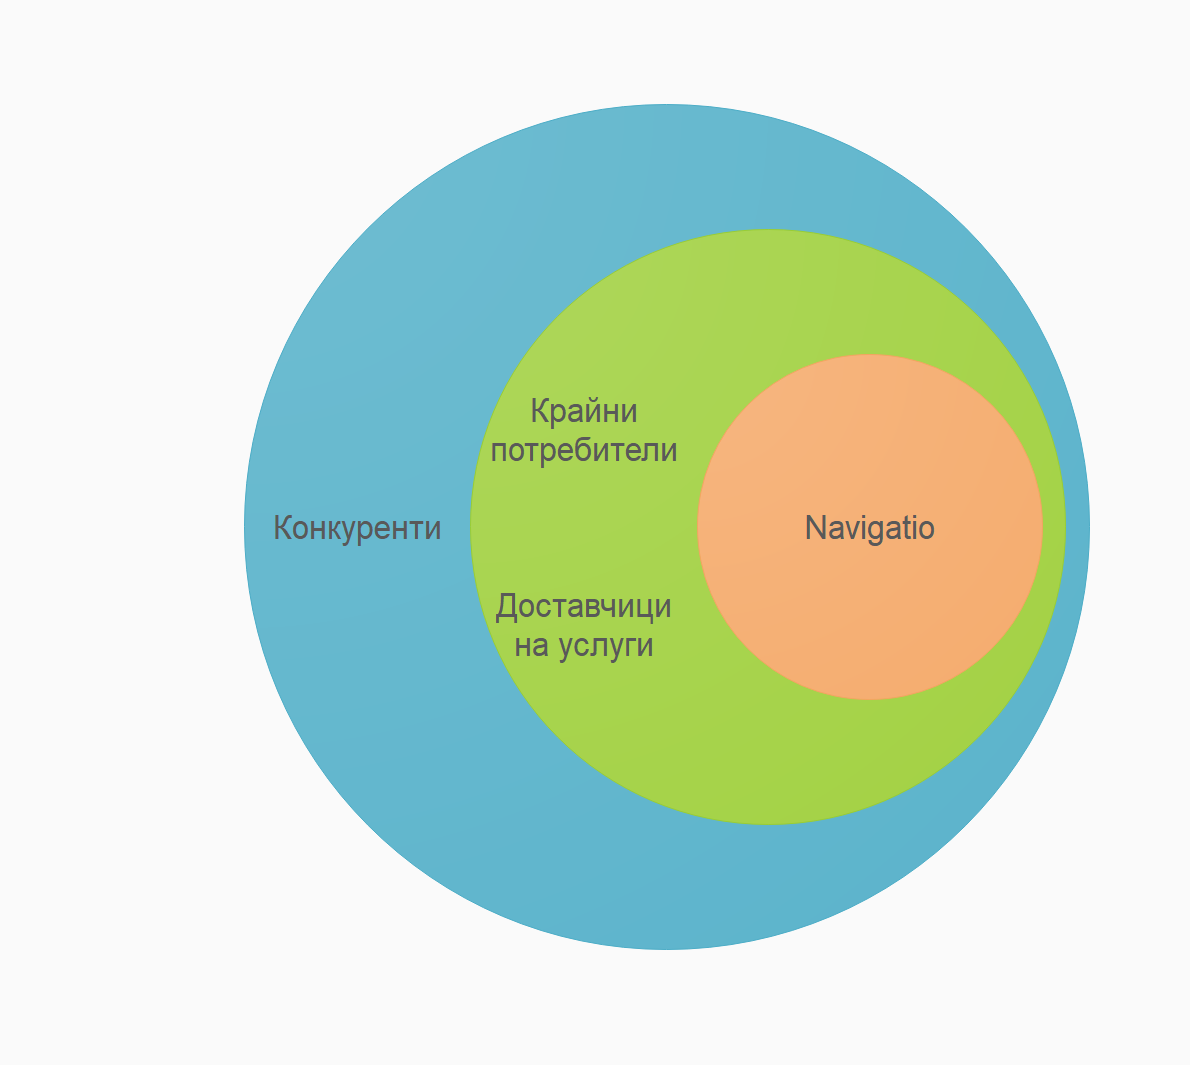 Крайни
потребители
Конкуренти
Navigatio
Доставчици
на услуги